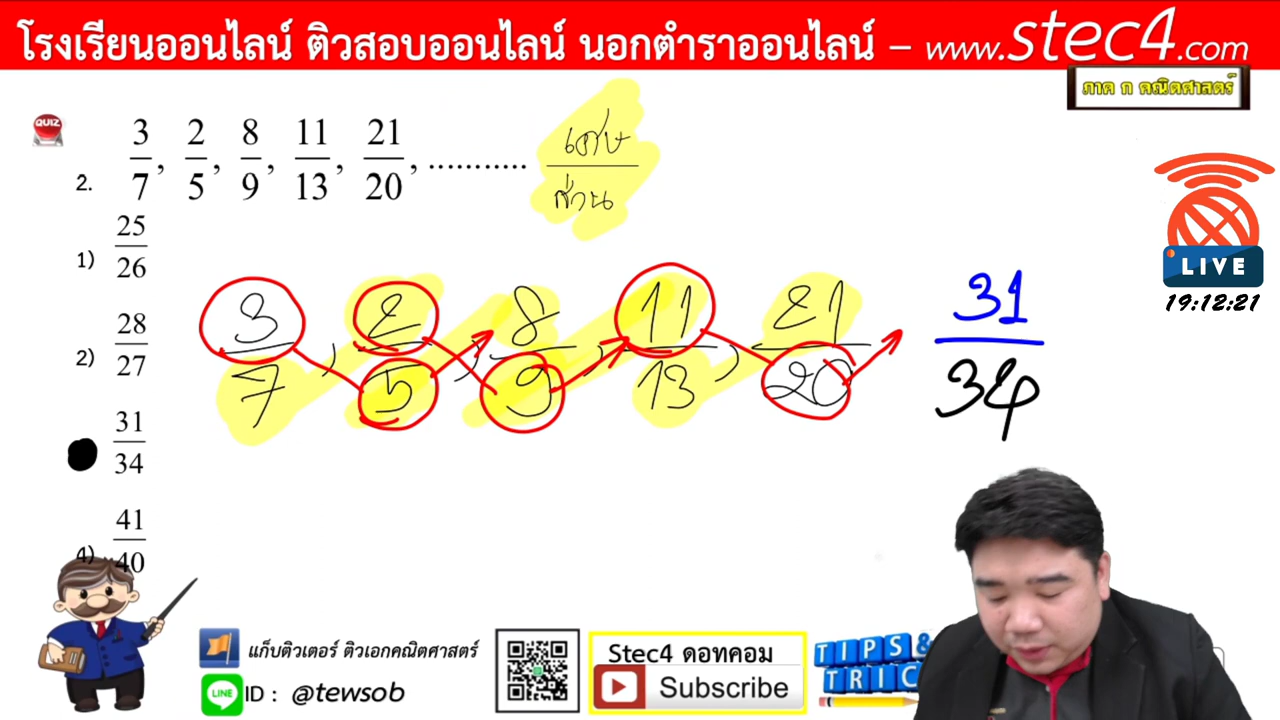 โรงเรียนออนไลน์ ติวสอบออนไลน์ นอกตำราออนไลน์ – www.stec4.com
ภาค ก คณิตศาสตร์
QUIZ
2. 3/7, 2/5, 8/9, 11/13, 21/20, ........... เศษ/ส่วน
1) 25/26
2) 28/27
31/34
4) 41/40
3/7, 2/5, 8/9, 11/13, 21/20 31/34
LIVE
19:12:21
แก็บติวเตอร์ ติวเอกคณิตศาสตร์
LINE ID : @tewsob
Stec4 ดอทคอม
Subscribe
TIPS &
TRIC